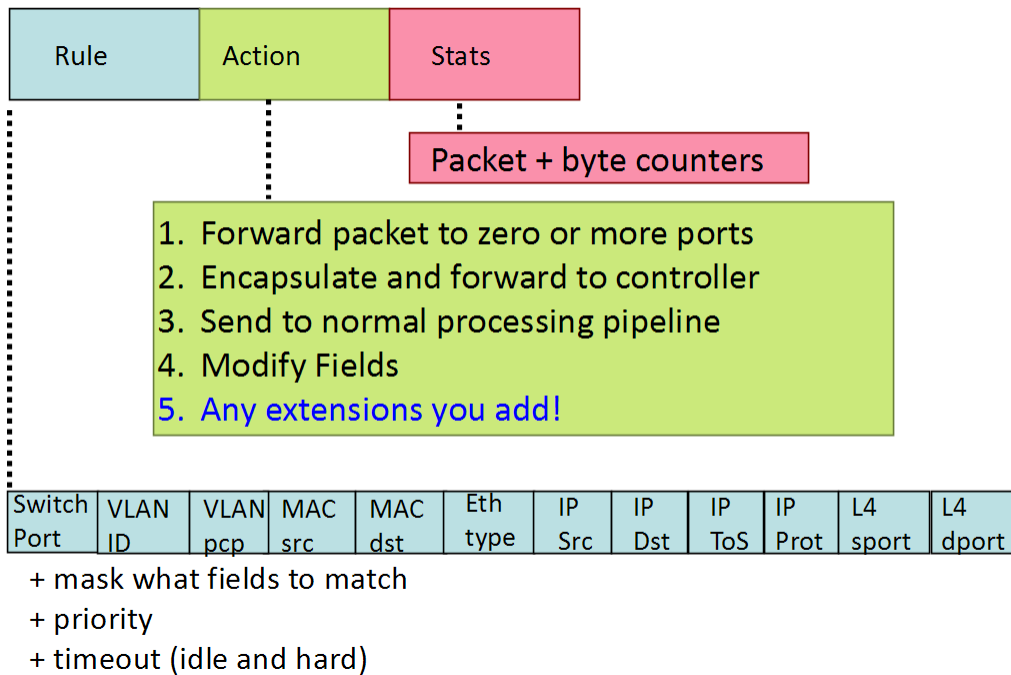 Rule Action Stats
Packet + byte counters
1. Forward packet to zero or more ports
2. Encapsulate and forward to controller
3. Send to normal processing pipeline
4. Modify Fields
5. Any extensions you add!
Switch
Port
VLAN
ID
VLAN
pcp
MAC
src
MAC
dst
Eth
type
IP
Src
IP
Dst
IP
ToS
IP
Prot
L4
sport
L4
dport
+ mask what fields to match
+ priority
+ timeout (idle and hard)